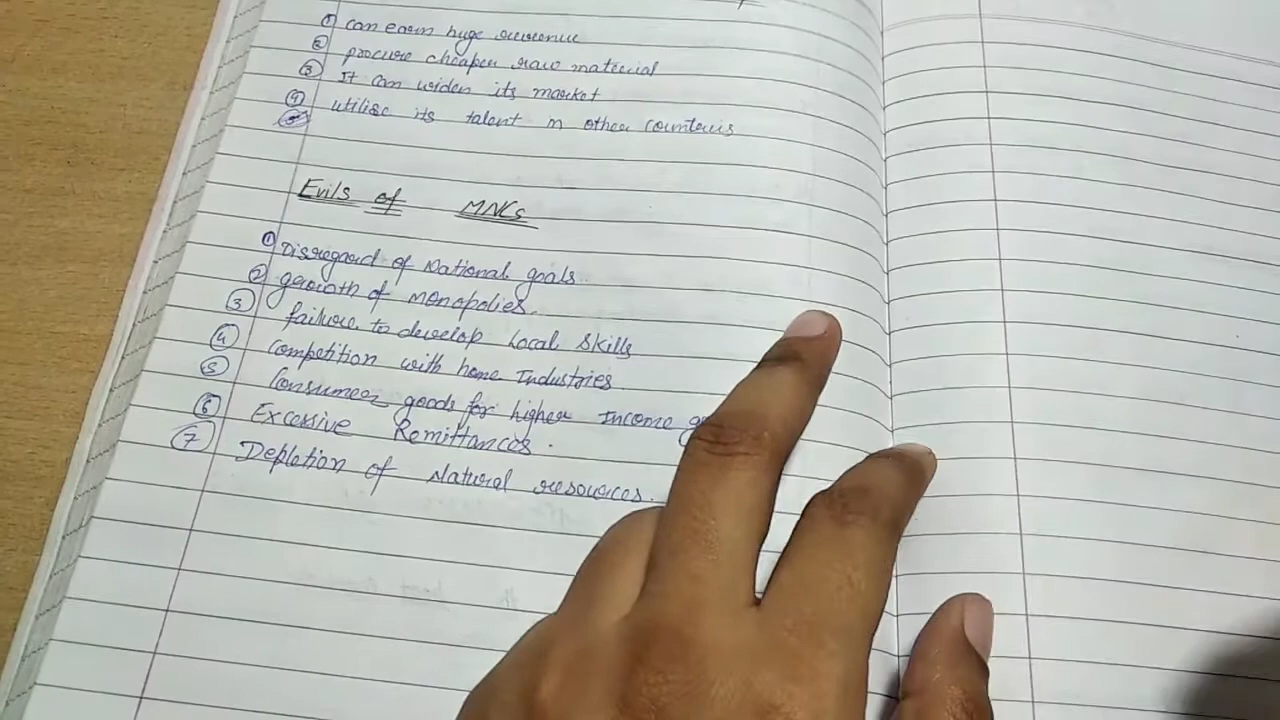 ① can earn huge revenue
② procure cheaper raw material
③ It can widen its market
④ utilise its talent in other
Evils of MNCs
① Disregard of National goals.
② growth of monopolies.
③ failure to develop Local Skills
④ Competition with home Industries
⑤ Consumer goods for higher Income
⑥ Excessive Remittances.
⑦ Depletion of Natural resources.